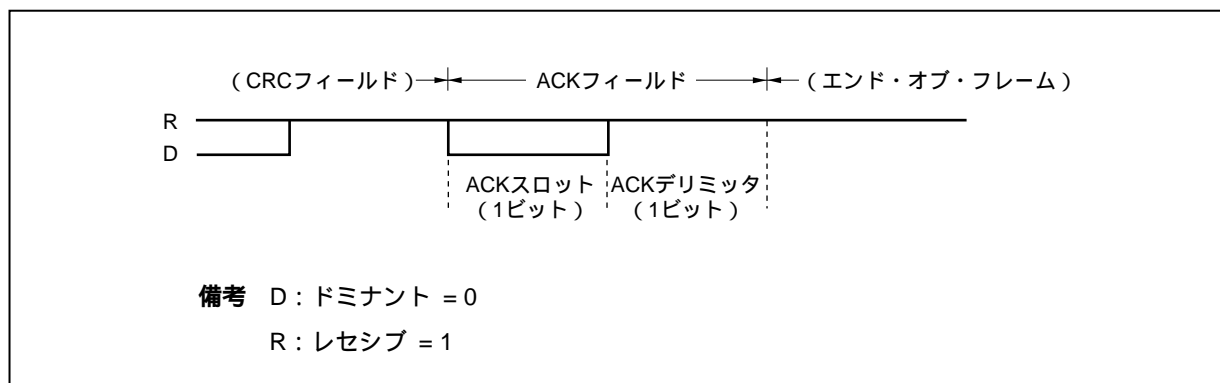 (CRCフィールド) ACKフィールド (エンド・オブ・フレーム)
R
D
ACKスロット ACKデリミッタ
(1ビット) (1ビット)
備考 D:ドミナント = 0
R:レセシブ = 1